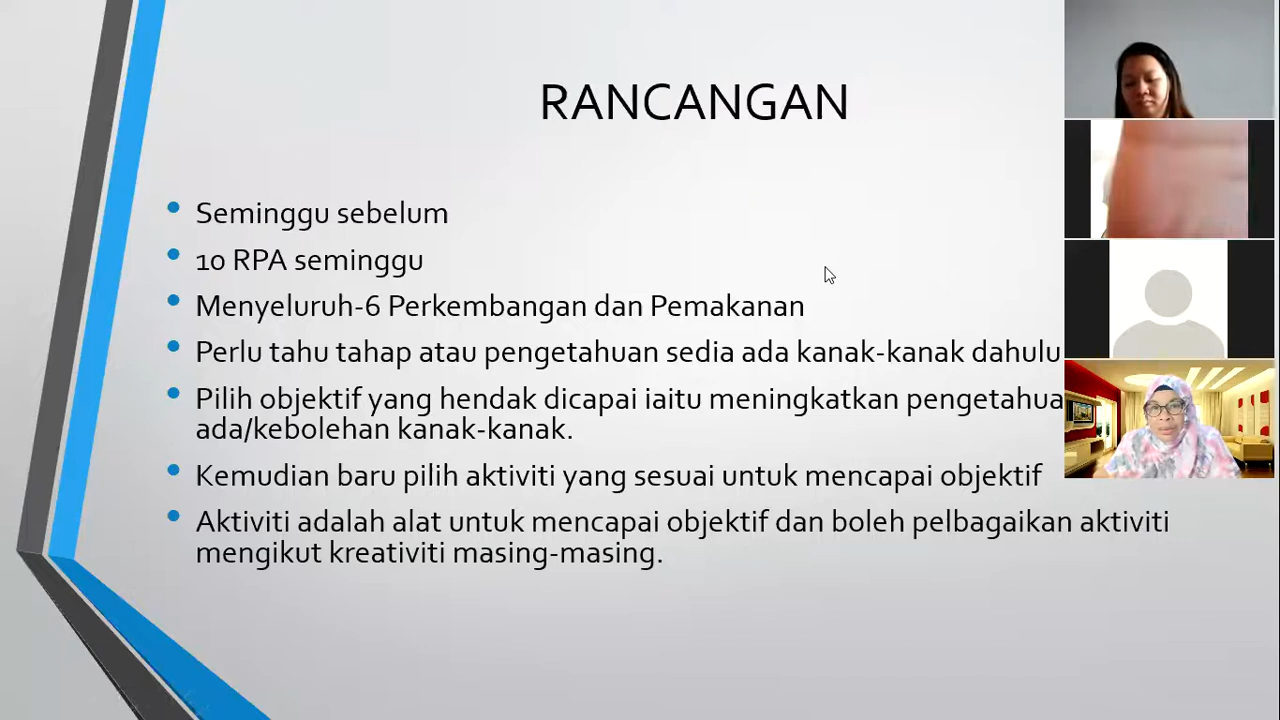 RANCANGAN
Seminggu sebelum
10 RPA seminggu
Menyeluruh-6 Perkembangan dan Pemakanan
Perlu tahu tahap atau pengetahuan sedia ada kanak-kanak dahulu
Pilih objektif yang hendak dicapai iaitu meningkatkan
ada/kebolehan kanak-kanak.
Kemudian baru pilih aktiviti yang sesuai untuk mencapai objektif
Aktiviti adalah alat untuk mencapai objektif dan boleh pelbagaikan aktiviti
mengikut kreativiti masing-masing.